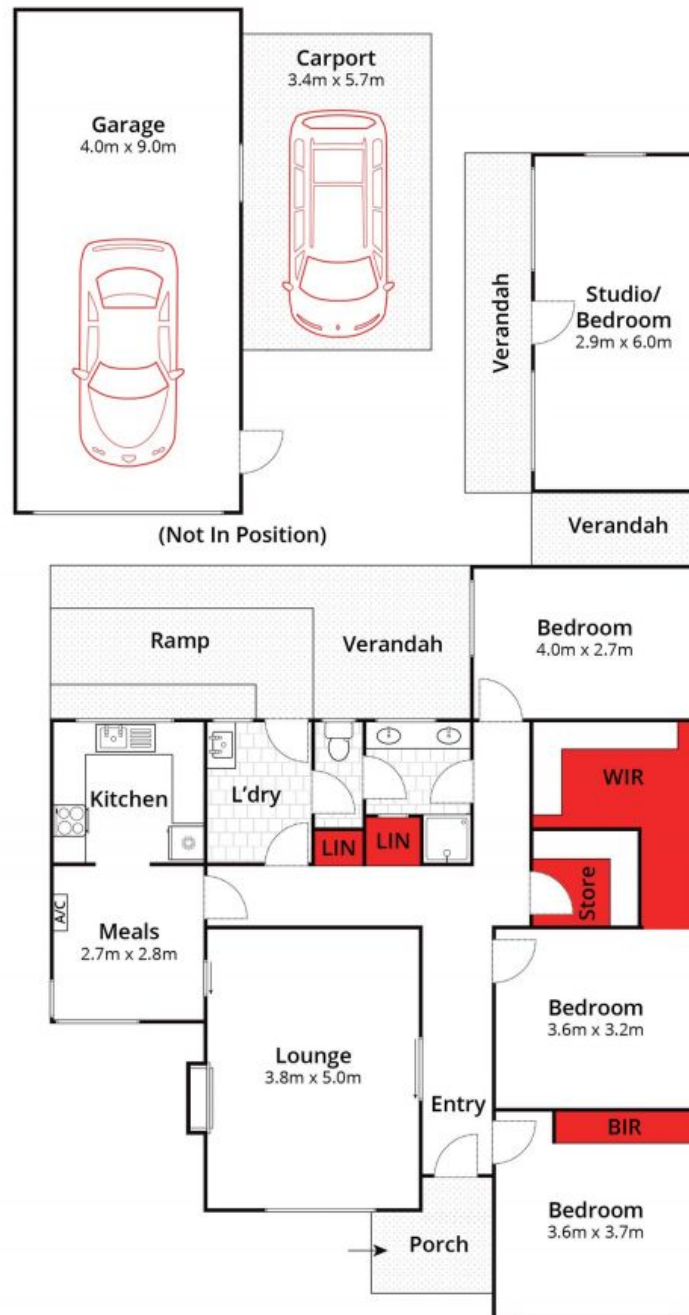 Carport
3.4m x 5.7m
Garage
4.0m x 9.0m
Verandah
Studio/
Bedroom
2.9m x 6.0m
Verandah
(Not In Position)
Ramp
Verandah
Bedroom
4.0m x 2.7m
Kitchen
L'dry
WIR
LIN
LIN
Store
A/C
Meals
2.7m x 2.8m
Bedroom
3.6m x 3.2m
Lounge
3.8m x 5.0m
Entry
BIR
Bedroom
3.6m x 3.7m
Porch